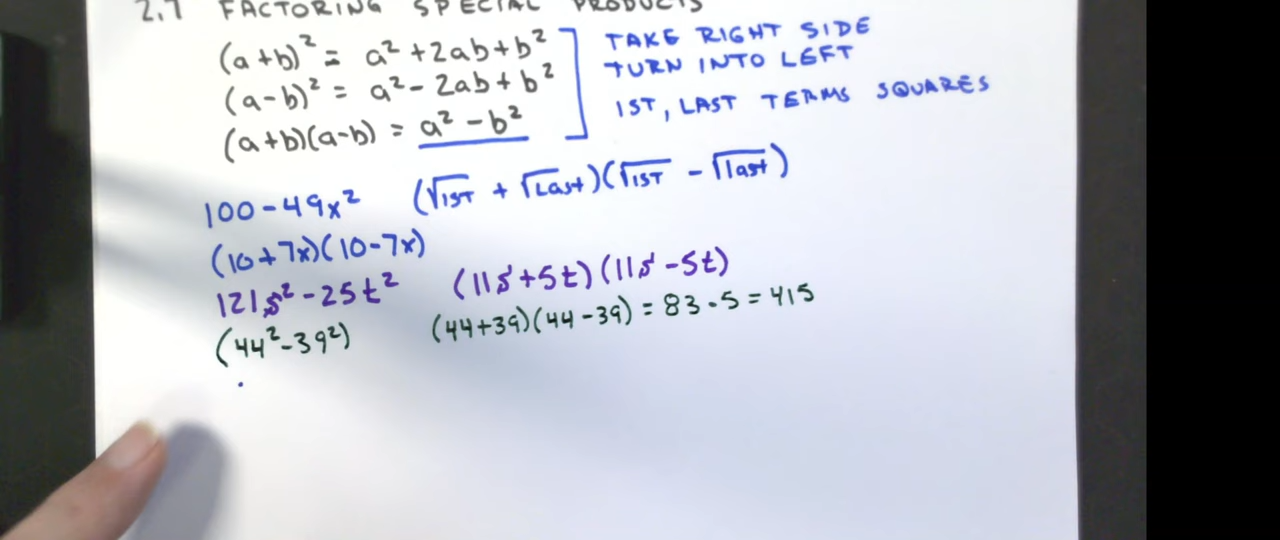 2.7 FACTORING SPECIAL PRODUCTS
(a+b)² = a² + 2ab + b²
(a-b)² = a² - 2ab + b²
(a+b)(a-b) = a² - b²
TAKE RIGHT SIDE
TURN INTO LEFT
1ST, LAST TERMS SQUARES
100 - 49x² (√1ST + √Last)(√1ST - √last)
(10+7x)(10-7x)
121s² - 25t² (11s+5t)(11s-5t)
(44² - 39²) (44+39)(44-39) = 83 · 5 = 415